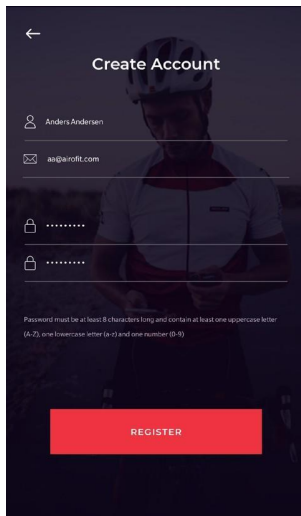 Create Account
Anders Andersen
aa@airofit.com
•••••••••
•••••••••
Password must be at least 8 characters long and contain at least one uppercase letter
(A-Z), one lowercase letter (a-z) and one number (0-9)
REGISTER